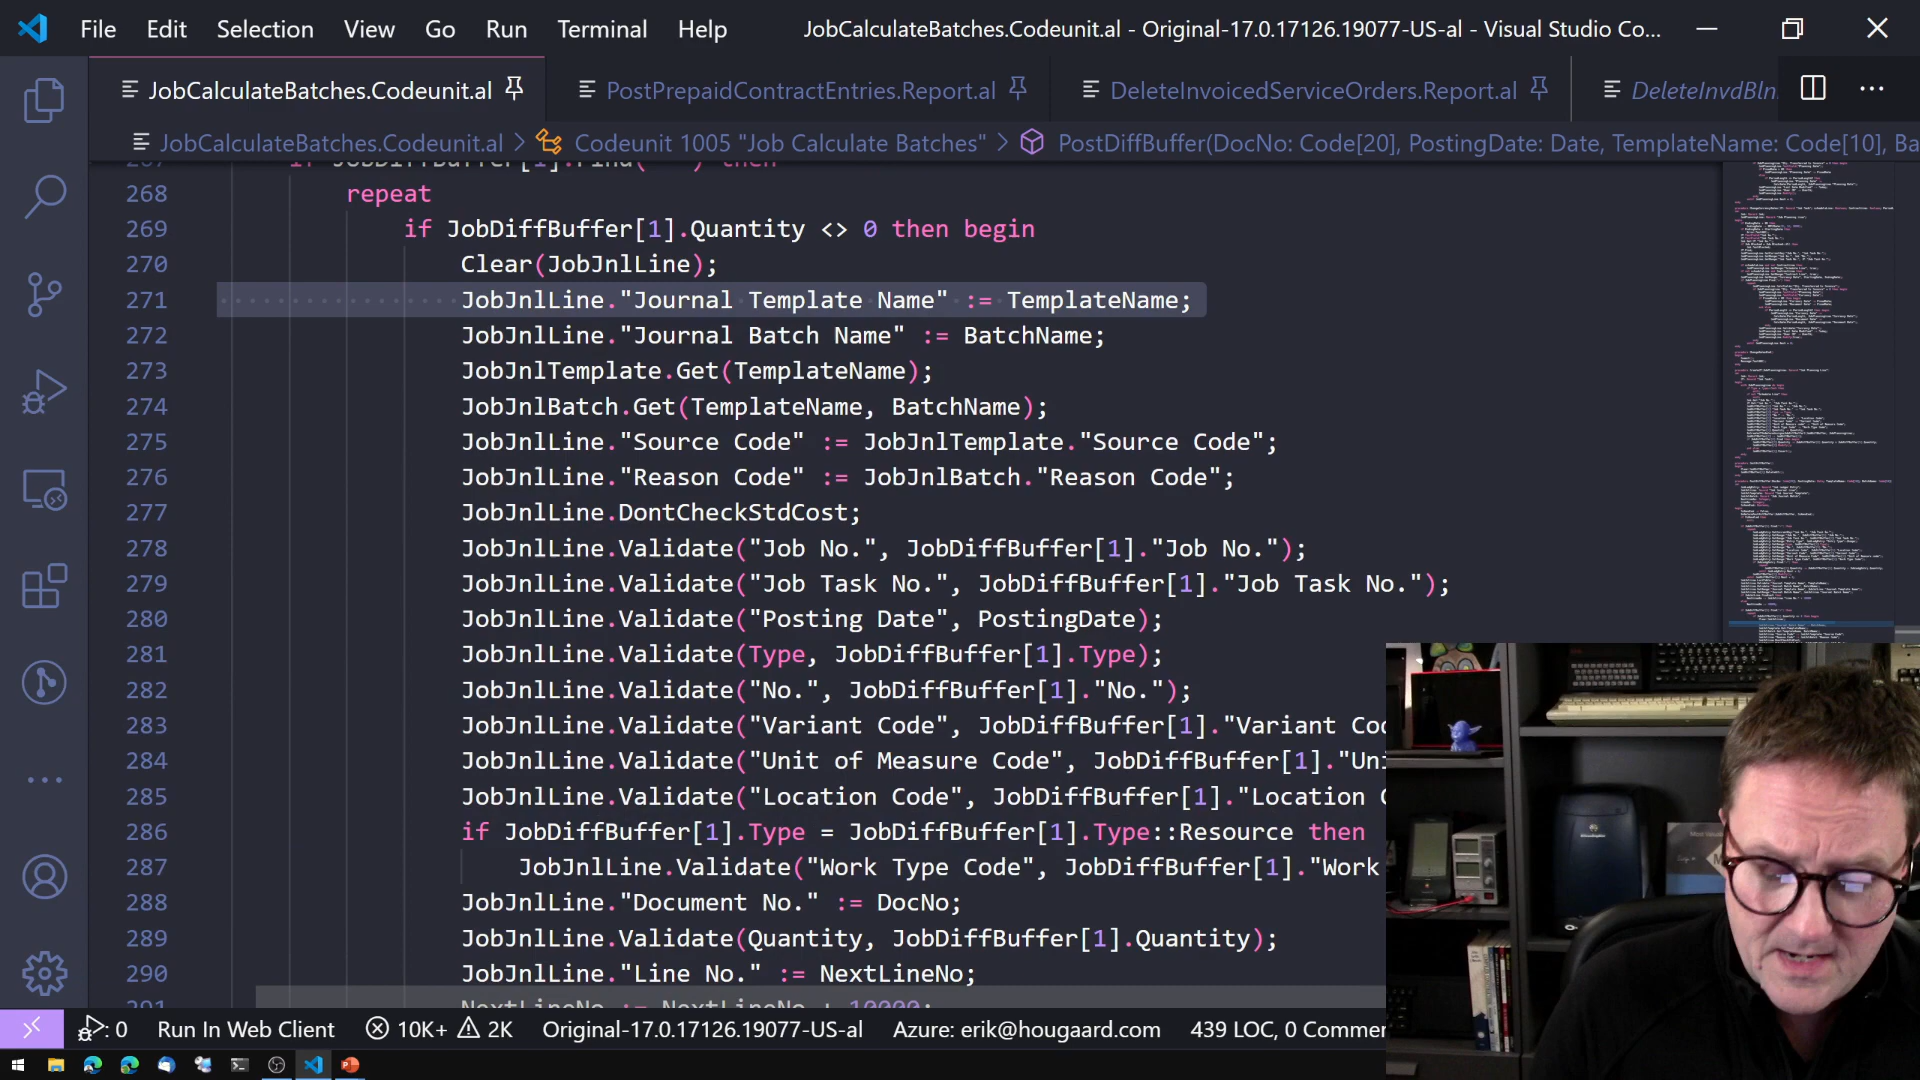 File Edit Selection View Go Run Terminal Help JobCalculateBatches.Codeunit.al - Original-17.0.17126.19077-US-al - Visual Studio Co...
JobCalculateBatches.Codeunit.al PostPrepaidContractEntries.Report.al DeleteInvoicedServiceOrders.Report.al DeleteInvdBln
JobCalculateBatches.Codeunit.al > Codeunit 1005 "Job Calculate Batches" > PostDiffBuffer(DocNo: Code[20], PostingDate: Date, TemplateName: Code[10], Ba
268 repeat
269 if JobDiffBuffer[1].Quantity <> 0 then begin
270 Clear(JobJnlLine);
271 JobJnlLine."Journal Template Name" := TemplateName;
272 JobJnlLine."Journal Batch Name" := BatchName;
273 JobJnlTemplate.Get(TemplateName);
274 JobJnlBatch.Get(TemplateName, BatchName);
275 JobJnlLine."Source Code" := JobJnlTemplate."Source Code";
276 JobJnlLine."Reason Code" := JobJnlBatch."Reason Code";
277 JobJnlLine.DontCheckStdCost;
278 JobJnlLine.Validate("Job No.", JobDiffBuffer[1]."Job No.");
279 JobJnlLine.Validate("Job Task No.", JobDiffBuffer[1]."Job Task No.");
280 JobJnlLine.Validate("Posting Date", PostingDate);
281 JobJnlLine.Validate(Type, JobDiffBuffer[1].Type);
282 JobJnlLine.Validate("No.", JobDiffBuffer[1]."No.");
283 JobJnlLine.Validate("Variant Code", JobDiffBuffer[1]."Variant Cod
284 JobJnlLine.Validate("Unit of Measure Code", JobDiffBuffer[1]."Uni
285 JobJnlLine.Validate("Location Code", JobDiffBuffer[1]."Location C
286 if JobDiffBuffer[1].Type = JobDiffBuffer[1].Type::Resource then
287 JobJnlLine.Validate("Work Type Code", JobDiffBuffer[1]."Work
288 JobJnlLine."Document No." := DocNo;
289 JobJnlLine.Validate(Quantity, JobDiffBuffer[1].Quantity);
290 JobJnlLine."Line No." := NextLineNo;
291 NextLineNo := NextLineNo + 10000;
0 Run In Web Client 10K+ 2K Original-17.0.17126.19077-US-al Azure: erik@hougaard.com 439 LOC, 0 Commen